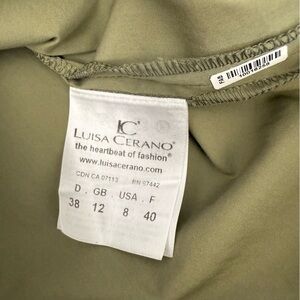 LC
LUISA CERANO®
the heartbeat of fashion®
www.luisacerano.com
CDN CA 07113 RN 97442
D . GB . USA . F
38 12 8 40